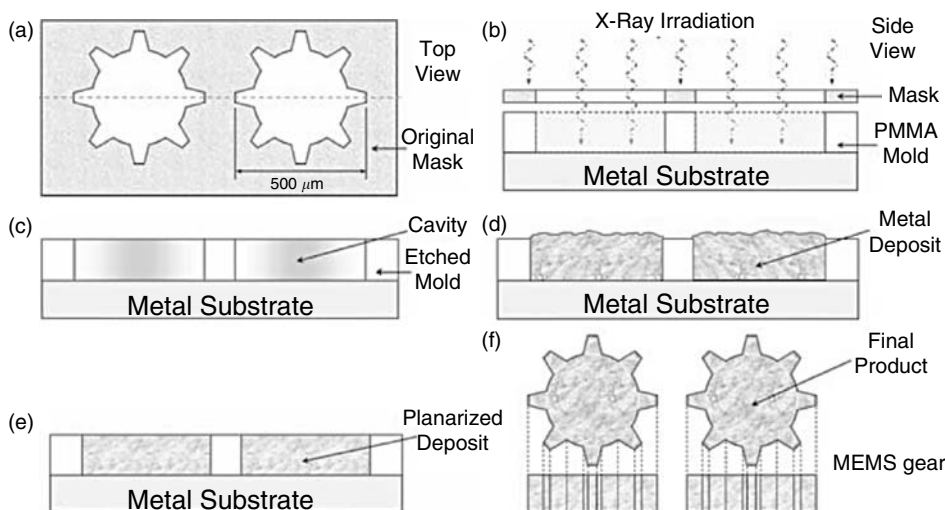 (a)
Top
View
Original
Mask
500 μm
(b)
X-Ray Irradiation
Side
View
Mask
PMMA
Mold
Metal Substrate
(c)
Cavity
Etched
Mold
Metal Substrate
(d)
Metal
Deposit
Metal Substrate
(e)
Planarized
Deposit
Metal Substrate
(f)
Final
Product
MEMS gear